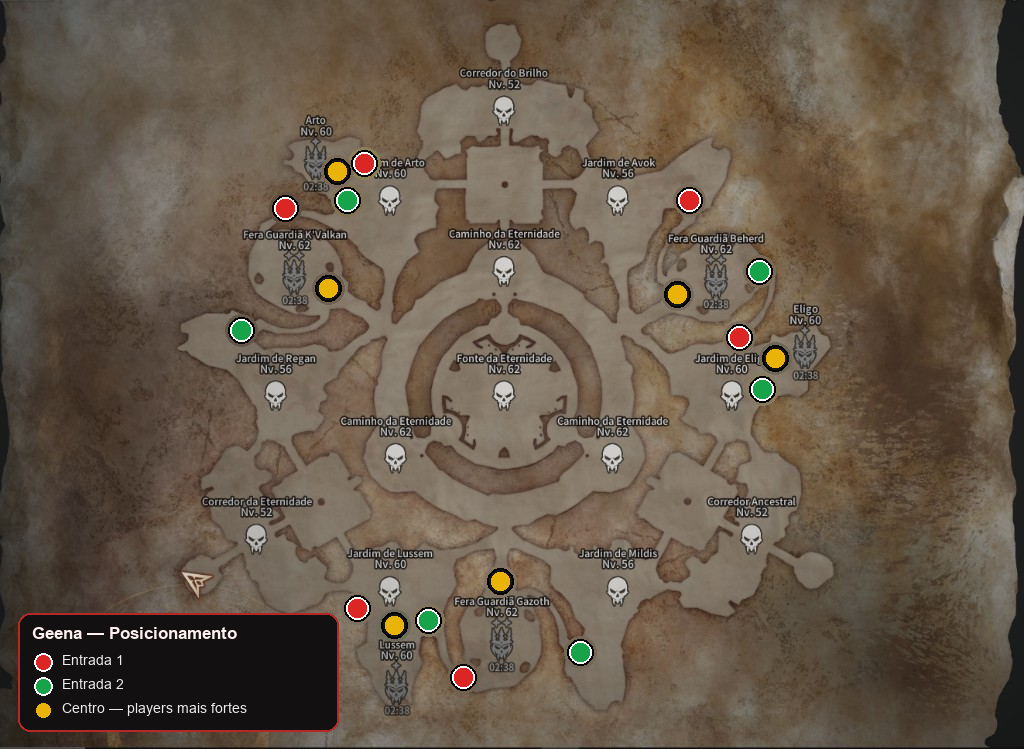 Corredor do Brilho
Nv. 52
Arto
Nv. 60
02:38
m de Arto
Nv. 60
Jardim de Avok
Nv. 56
Fera Guardiã K'Valkan
Nv. 62
02:38
Caminho da Eternidade
Nv. 62
Fera Guardiã Beherd
Nv. 62
02:38
Eligo
Nv. 60
02:38
Jardim de Regan
Nv. 56
Fonte da Eternidade
Nv. 62
Jardim de Eli
Nv. 60
Caminho da Eternidade
Nv. 62
Caminho da Eternidade
Nv. 62
Corredor da Eternidade
Nv. 52
Corredor Ancestral
Nv. 52
Jardim de Lussem
Nv. 60
Jardim de Mildis
Nv. 56
Fera Guardiã Gazoth
Nv. 62
02:38
Lussem
Nv. 60
02:38
Geena — Posicionamento
Entrada 1
Entrada 2
Centro — players mais fortes